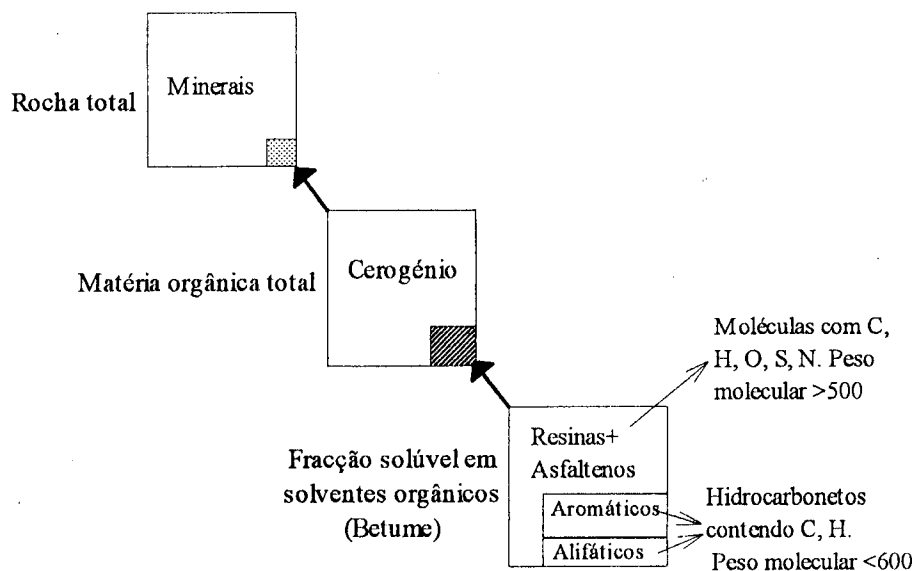 Minerais
Rocha total
Cerogénio
Matéria orgânica total
Moléculas com C,
H, O, S, N. Peso
molecular >500
Resinas+
Asfaltenos
Fracção solúvel em
solventes orgânicos
(Betume)
Aromáticos
Alifáticos
Hidrocarbonetos
contendo C, H.
Peso molecular <600